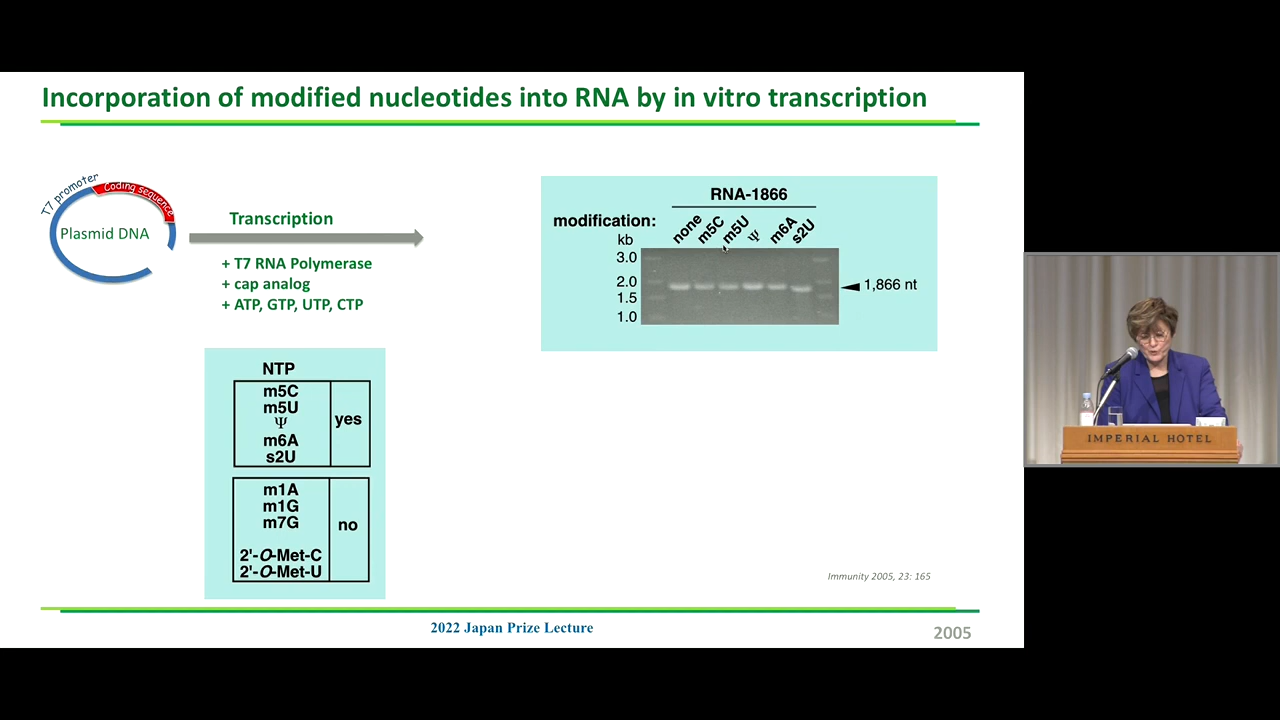 Incorporation of modified nucleotides into RNA by in vitro transcription
T7 promoter
Coding sequence
Plasmid DNA
Transcription
+ T7 RNA Polymerase
+ cap analog
+ ATP, GTP, UTP, CTP
RNA-1866
modification:
none m5C m5U Ψ m6A s2U
kb
3.0
2.0
1.5
1.0
1,866 nt
NTP
m5C
m5U
Ψ
m6A
s2U
yes
m1A
m1G
m7G
2'-O-Met-C
2'-O-Met-U
no
Immunity 2005, 23: 165
2022 Japan Prize Lecture
2005
IMPERIAL HOTEL